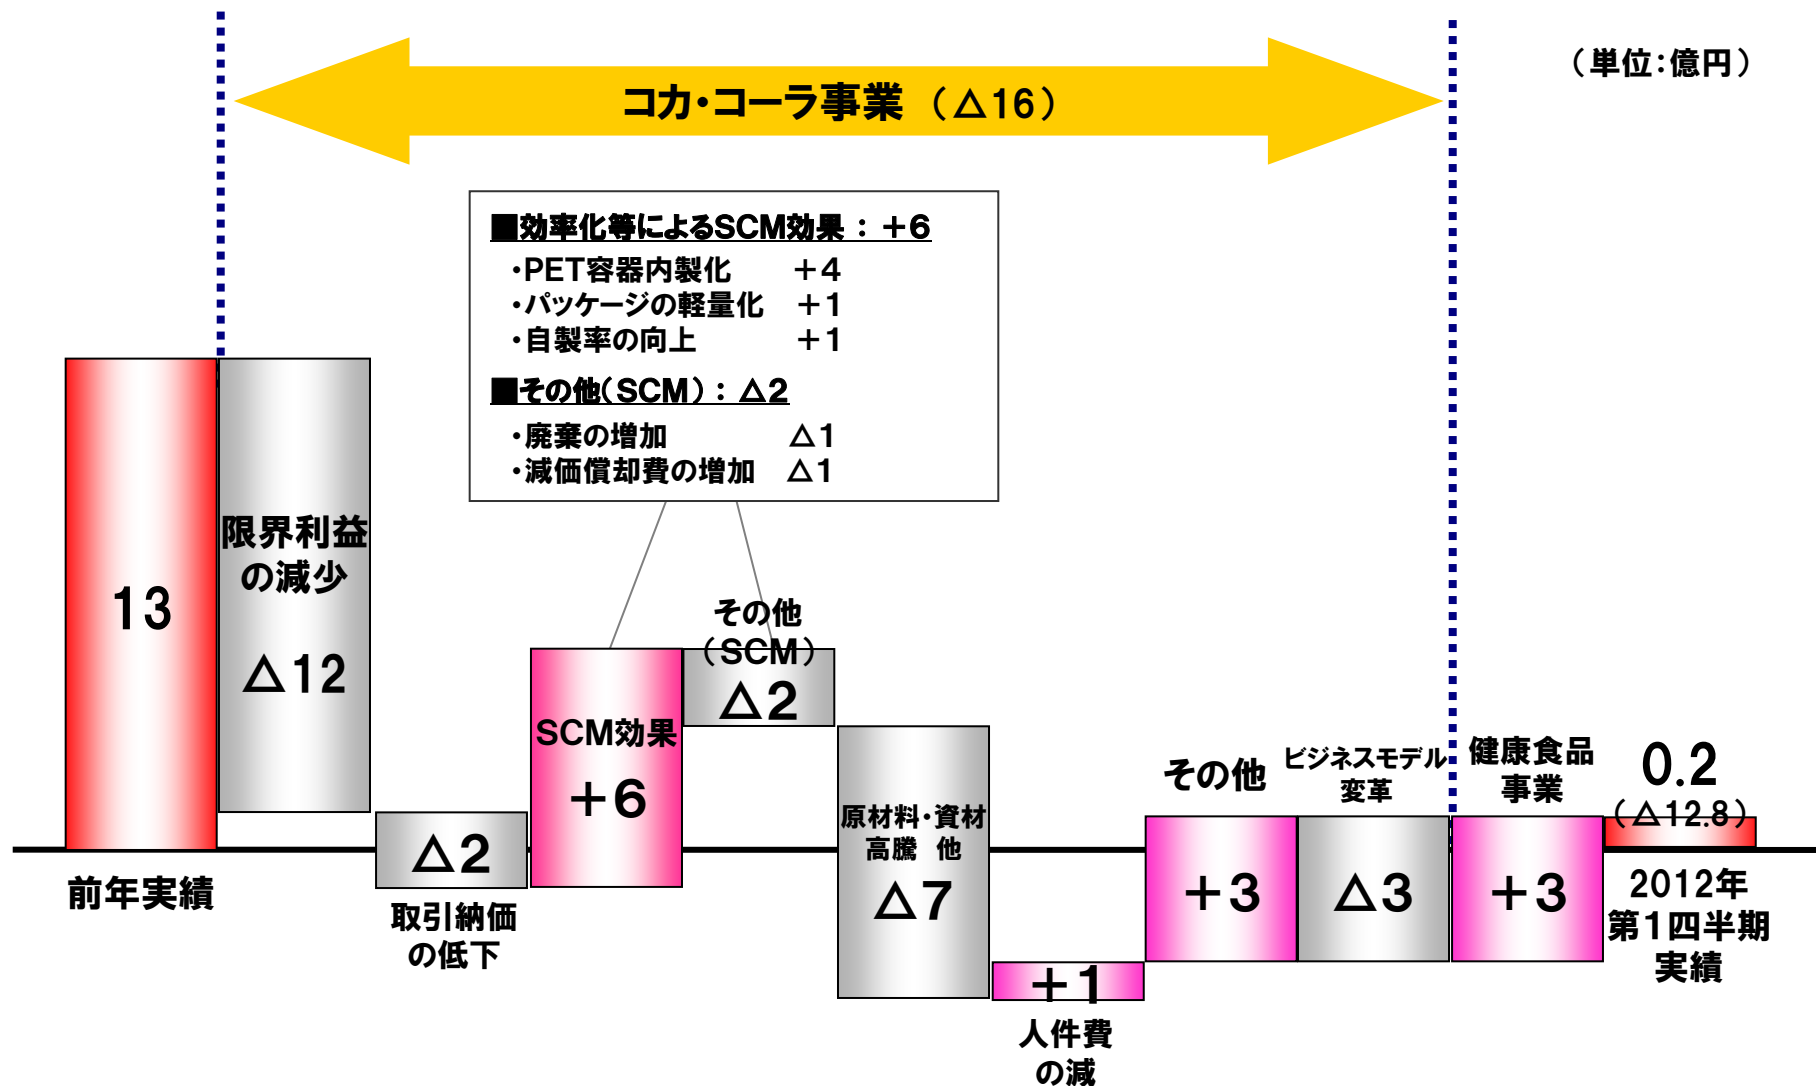 (単位:億円)
コカ・コーラ事業 (△16)
■効率化等によるSCM効果 : +6
・PET容器内製化 +4
・パッケージの軽量化 +1
・自製率の向上 +1
■その他(SCM) : △2
・廃棄の増加 △1
・減価償却費の増加 △1
13
前年実績
限界利益
の減少
△12
△2
取引納価
の低下
SCM効果
+6
その他
(SCM)
△2
原材料・資材
高騰 他
△7
+1
人件費
の減
その他
+3
ビジネスモデル
変革
△3
健康食品
事業
+3
0.2
(△12.8)
2012年
第1四半期
実績